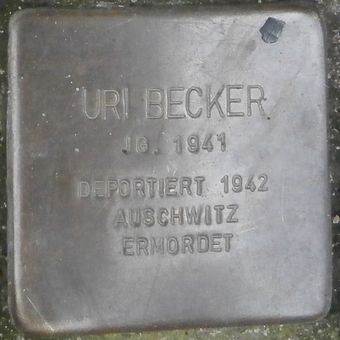 URI BECKER
JG. 1941
DEPORTIERT 1942
AUSCHWITZ
ERMORDET